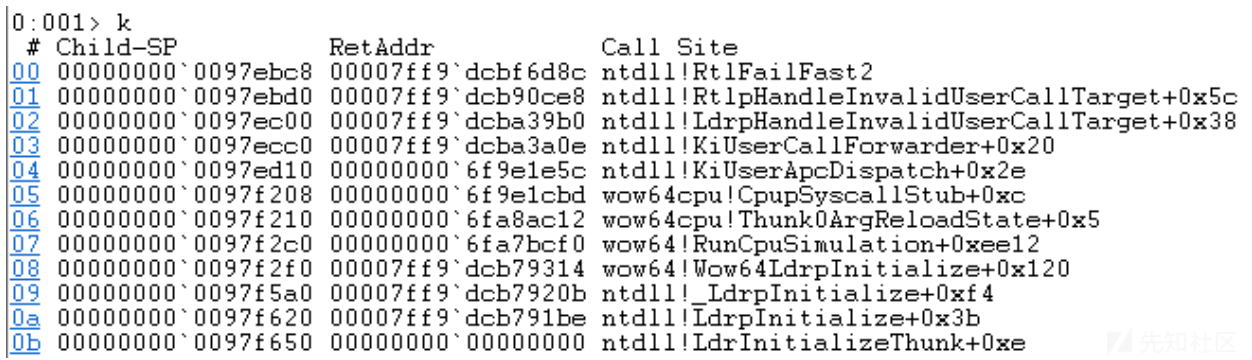 0:001> k
 # Child-SP          RetAddr           Call Site
00 00000000`0097ebc8 00007ff9`dcbf6d8c ntdll!RtlFailFast2
01 00000000`0097ebd0 00007ff9`dcb90ce8 ntdll!RtlpHandleInvalidUserCallTarget+0x5c
02 00000000`0097ec00 00007ff9`dcba39b0 ntdll!LdrpHandleInvalidUserCallTarget+0x38
03 00000000`0097ecc0 00007ff9`dcba3a0e ntdll!KiUserCallForwarder+0x20
04 00000000`0097ed10 00000000`6f9e1e5c ntdll!KiUserApcDispatch+0x2e
05 00000000`0097f208 00000000`6f9e1cbd wow64cpu!CpupSyscallStub+0xc
06 00000000`0097f210 00000000`6fa8ac12 wow64cpu!Thunk0ArgReloadState+0x5
07 00000000`0097f2c0 00000000`6fa7bcf0 wow64!RunCpuSimulation+0xee12
08 00000000`0097f2f0 00007ff9`dcb79314 wow64!Wow64LdrpInitialize+0x120
09 00000000`0097f5a0 00007ff9`dcb7920b ntdll!_LdrpInitialize+0xf4
0a 00000000`0097f620 00007ff9`dcb791be ntdll!LdrpInitialize+0x3b
0b 00000000`0097f650 00000000`00000000 ntdll!LdrInitializeThunk+0xe
先知社区